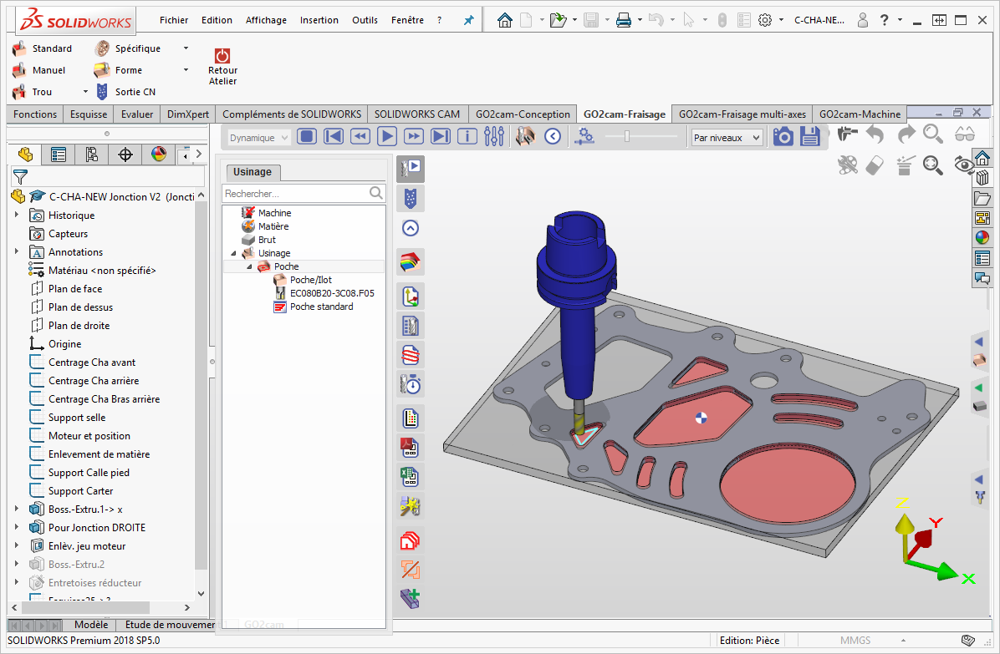 SOLIDWORKS
Fichier Edition Affichage Insertion Outils Fenêtre ?
C-CHA-NE... ?
Standard Spécifique
Manuel Forme
Trou Sortie CN
Retour
Atelier
Fonctions Esquisse Evaluer DimXpert Compléments de SOLIDWORKS SOLIDWORKS CAM GO2cam-Conception GO2cam-Fraisage GO2cam-Fraisage multi-axes GO2cam-Machine
Dynamique Par niveaux
Usinage
Rechercher...
Machine
Matière
Brut
Usinage
Poche
Poche/Ilot
EC080B20-3C08.F05
Poche standard
C-CHA-NEW Jonction V2 (Joncti
Historique
Capteurs
Annotations
Matériau <non spécifié>
Plan de face
Plan de dessus
Plan de droite
Origine
Centrage Cha avant
Centrage Cha arrière
Centrage Cha Bras arrière
Support selle
Moteur et position
Enlevement de matière
Support Calle pied
Support Carter
Boss.-Extru.1-> x
Pour Jonction DROITE
Enlèv. jeu moteur
Boss.-Extru.2
Entretoises réducteur
Z
Y
X
Modèle Etude de mouvemen GO2cam
SOLIDWORKS Premium 2018 SP5.0
Edition: Pièce MMGS